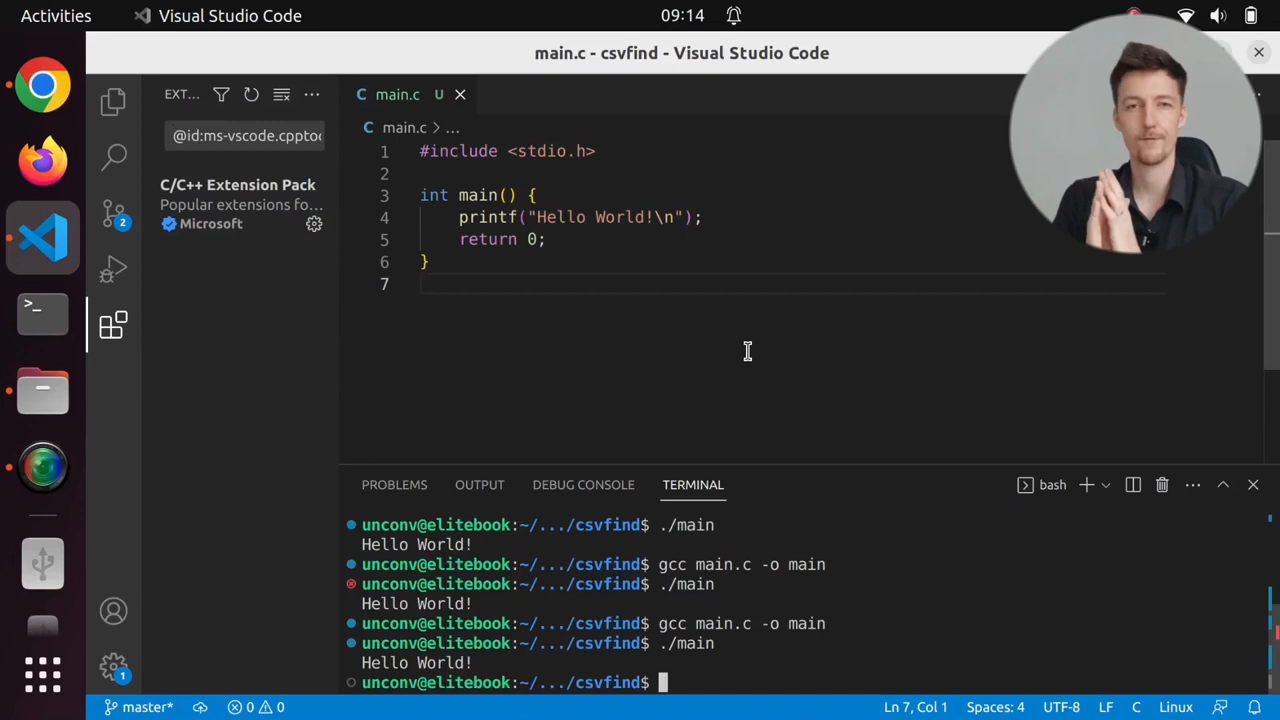 Activities
Visual Studio Code
09:14
main.c - csvfind - Visual Studio Code
EXT...
main.c U
@id:ms-vscode.cpptoo
C/C++ Extension Pack
Popular extensions fo...
Microsoft
2
1
main.c > ...
1 #include <stdio.h>
2
3 int main() {
4 printf("Hello World!\n");
5 return 0;
6 }
7
PROBLEMS OUTPUT DEBUG CONSOLE TERMINAL
bash
unconv@elitebook:~/.../csvfind$ ./main
Hello World!
unconv@elitebook:~/.../csvfind$ gcc main.c -o main
unconv@elitebook:~/.../csvfind$ ./main
Hello World!
unconv@elitebook:~/.../csvfind$ gcc main.c -o main
unconv@elitebook:~/.../csvfind$ ./main
Hello World!
unconv@elitebook:~/.../csvfind$
master* 0 0 Ln 7, Col 1 Spaces: 4 UTF-8 LF C Linux